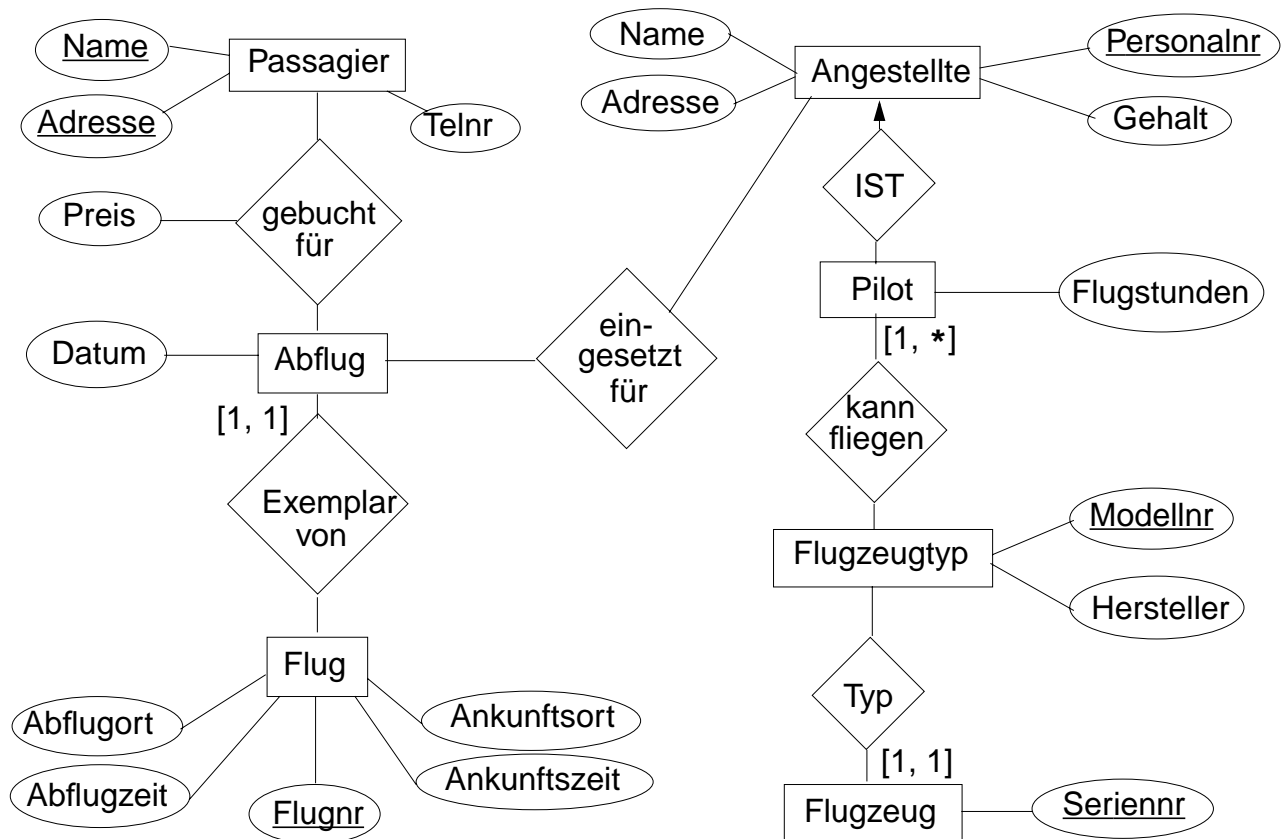 Name
Passagier
Adresse
Telnr
Preis
gebucht
für
Datum
Abflug
[1, 1]
Exemplar
von
Flug
Abflugort
Abflugzeit
Flugnr
Ankunftsort
Ankunftszeit
ein-
gesetzt
für
Name
Adresse
Angestellte
Personalnr
Gehalt
IST
Pilot
Flugstunden
[1, *]
kann
fliegen
Flugzeugtyp
Modellnr
Hersteller
Typ
[1, 1]
Flugzeug
Seriennr